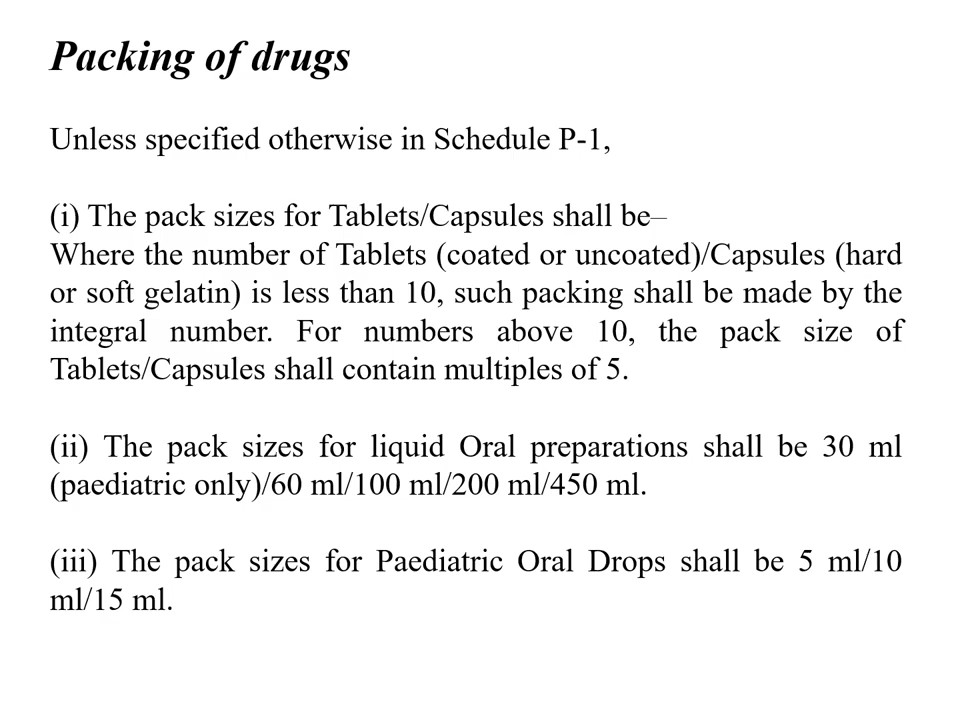 Packing of drugs
Unless specified otherwise in Schedule P-1,
(i) The pack sizes for Tablets/Capsules shall be–
Where the number of Tablets (coated or uncoated)/Capsules (hard
or soft gelatin) is less than 10, such packing shall be made by the
integral number. For numbers above 10, the pack size of
Tablets/Capsules shall contain multiples of 5.
(ii) The pack sizes for liquid Oral preparations shall be 30 ml
(paediatric only)/60 ml/100 ml/200 ml/450 ml.
(iii) The pack sizes for Paediatric Oral Drops shall be 5 ml/10
ml/15 ml.